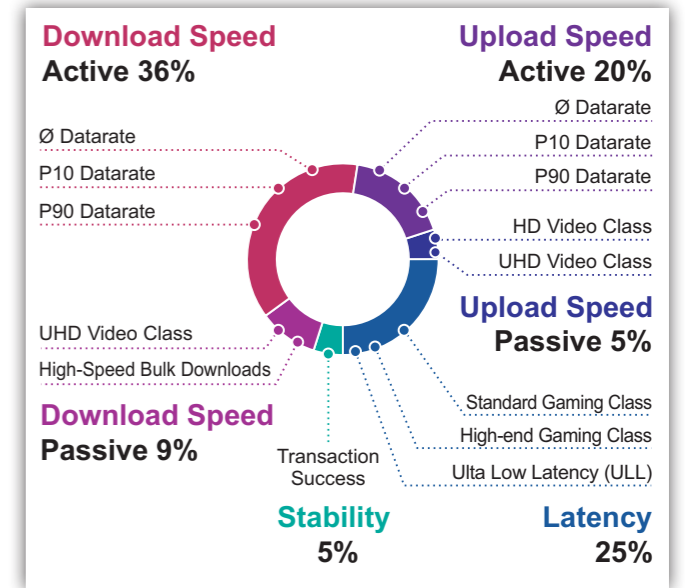 Download Speed
Active 36%
Ø Datarate
P10 Datarate
P90 Datarate
Upload Speed
Active 20%
Ø Datarate
P10 Datarate
P90 Datarate
HD Video Class
UHD Video Class
Upload Speed
Passive 5%
UHD Video Class
High-Speed Bulk Downloads
Download Speed
Passive 9%
Transaction
Success
Stability
5%
Standard Gaming Class
High-end Gaming Class
Ulta Low Latency (ULL)
Latency
25%